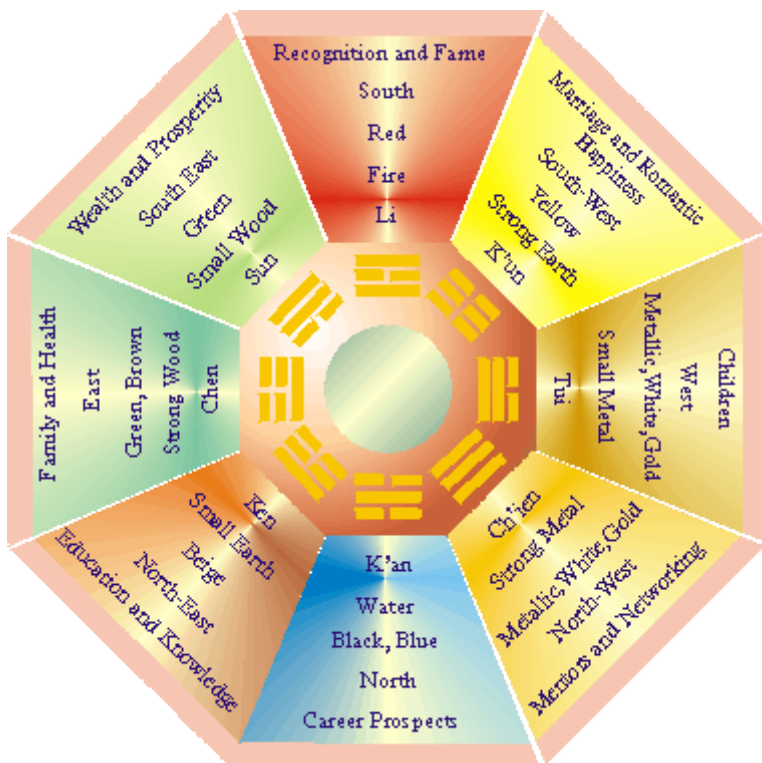 Recognition and Fame
South
Red
Fire
Li
Marriage and Romantic
Happiness
South-West
Yellow
Strong Earth
K'un
Children
West
Metallic, White, Gold
Small Metal
Tui
Ch'ien
Strong Metal
Metallic, White, Gold
North-West
Mentors and Networking
K'an
Water
Black, Blue
North
Career Prospects
Ken
Small Earth
Beige
North-East
Education and Knowledge
Family and Health
East
Green, Brown
Strong Wood
Chen
Wealth and Prosperity
South East
Green
Small Wood
Sun